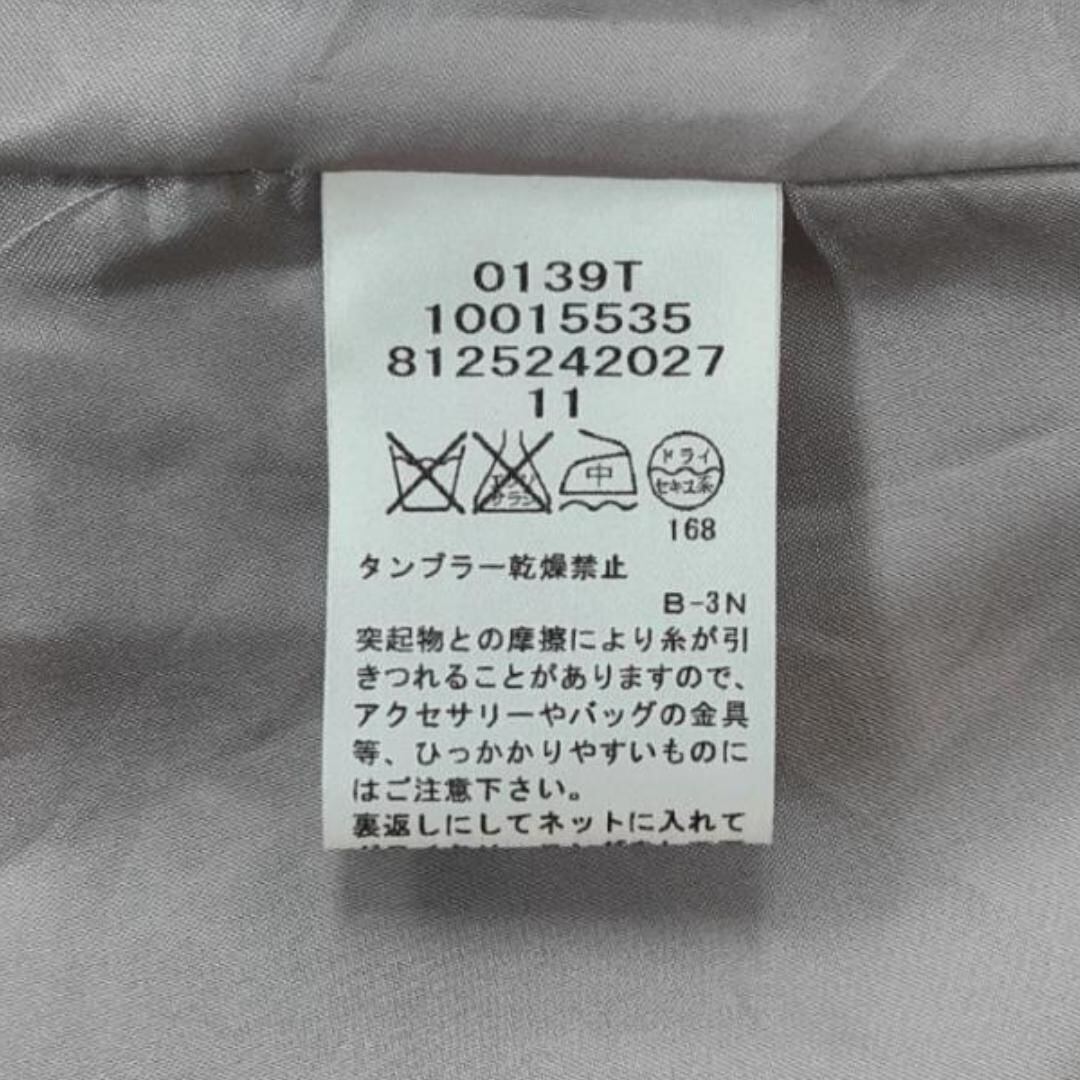 0139T
10015535
8125242027
11
中
サラシ
ドライ
セキユ系
168
タンブラー乾燥禁止
B-3N
突起物との摩擦により糸が引
きつれることがありますので、
アクセサリーやバッグの金具
等、ひっかかりやすいものに
はご注意下さい。
裏返しにしてネットに入れて